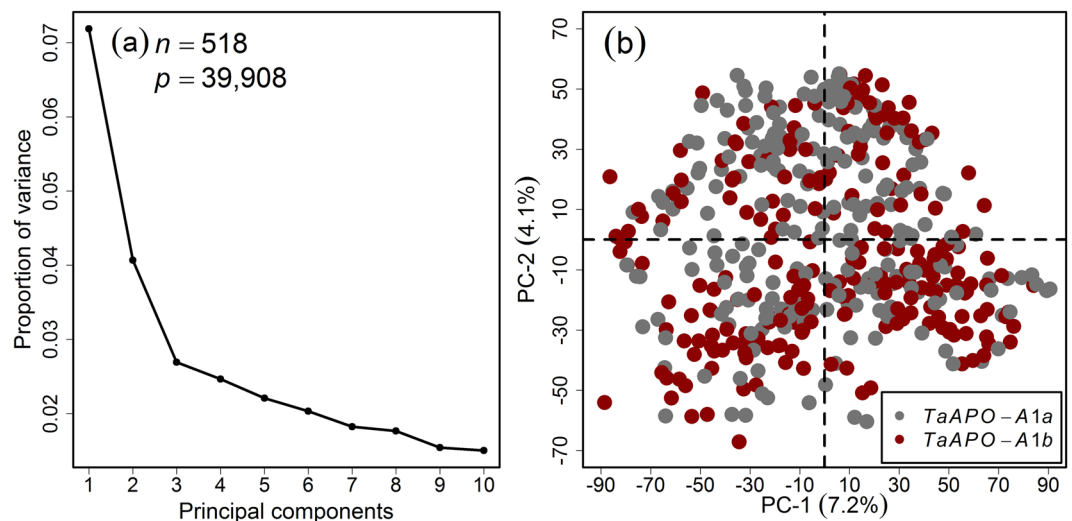 (a) n = 518
p = 39,908
Proportion of variance
0.07
0.06
0.05
0.04
0.03
0.02
1 2 3 4 5 6 7 8 9 10
Principal components
(b)
PC-2 (4.1%)
70
50
30
10
-10
-30
-50
-70
TaAPO – A1a
TaAPO – A1b
-90 -70 -50 -30 -10 10 30 50 70 90
PC-1 (7.2%)